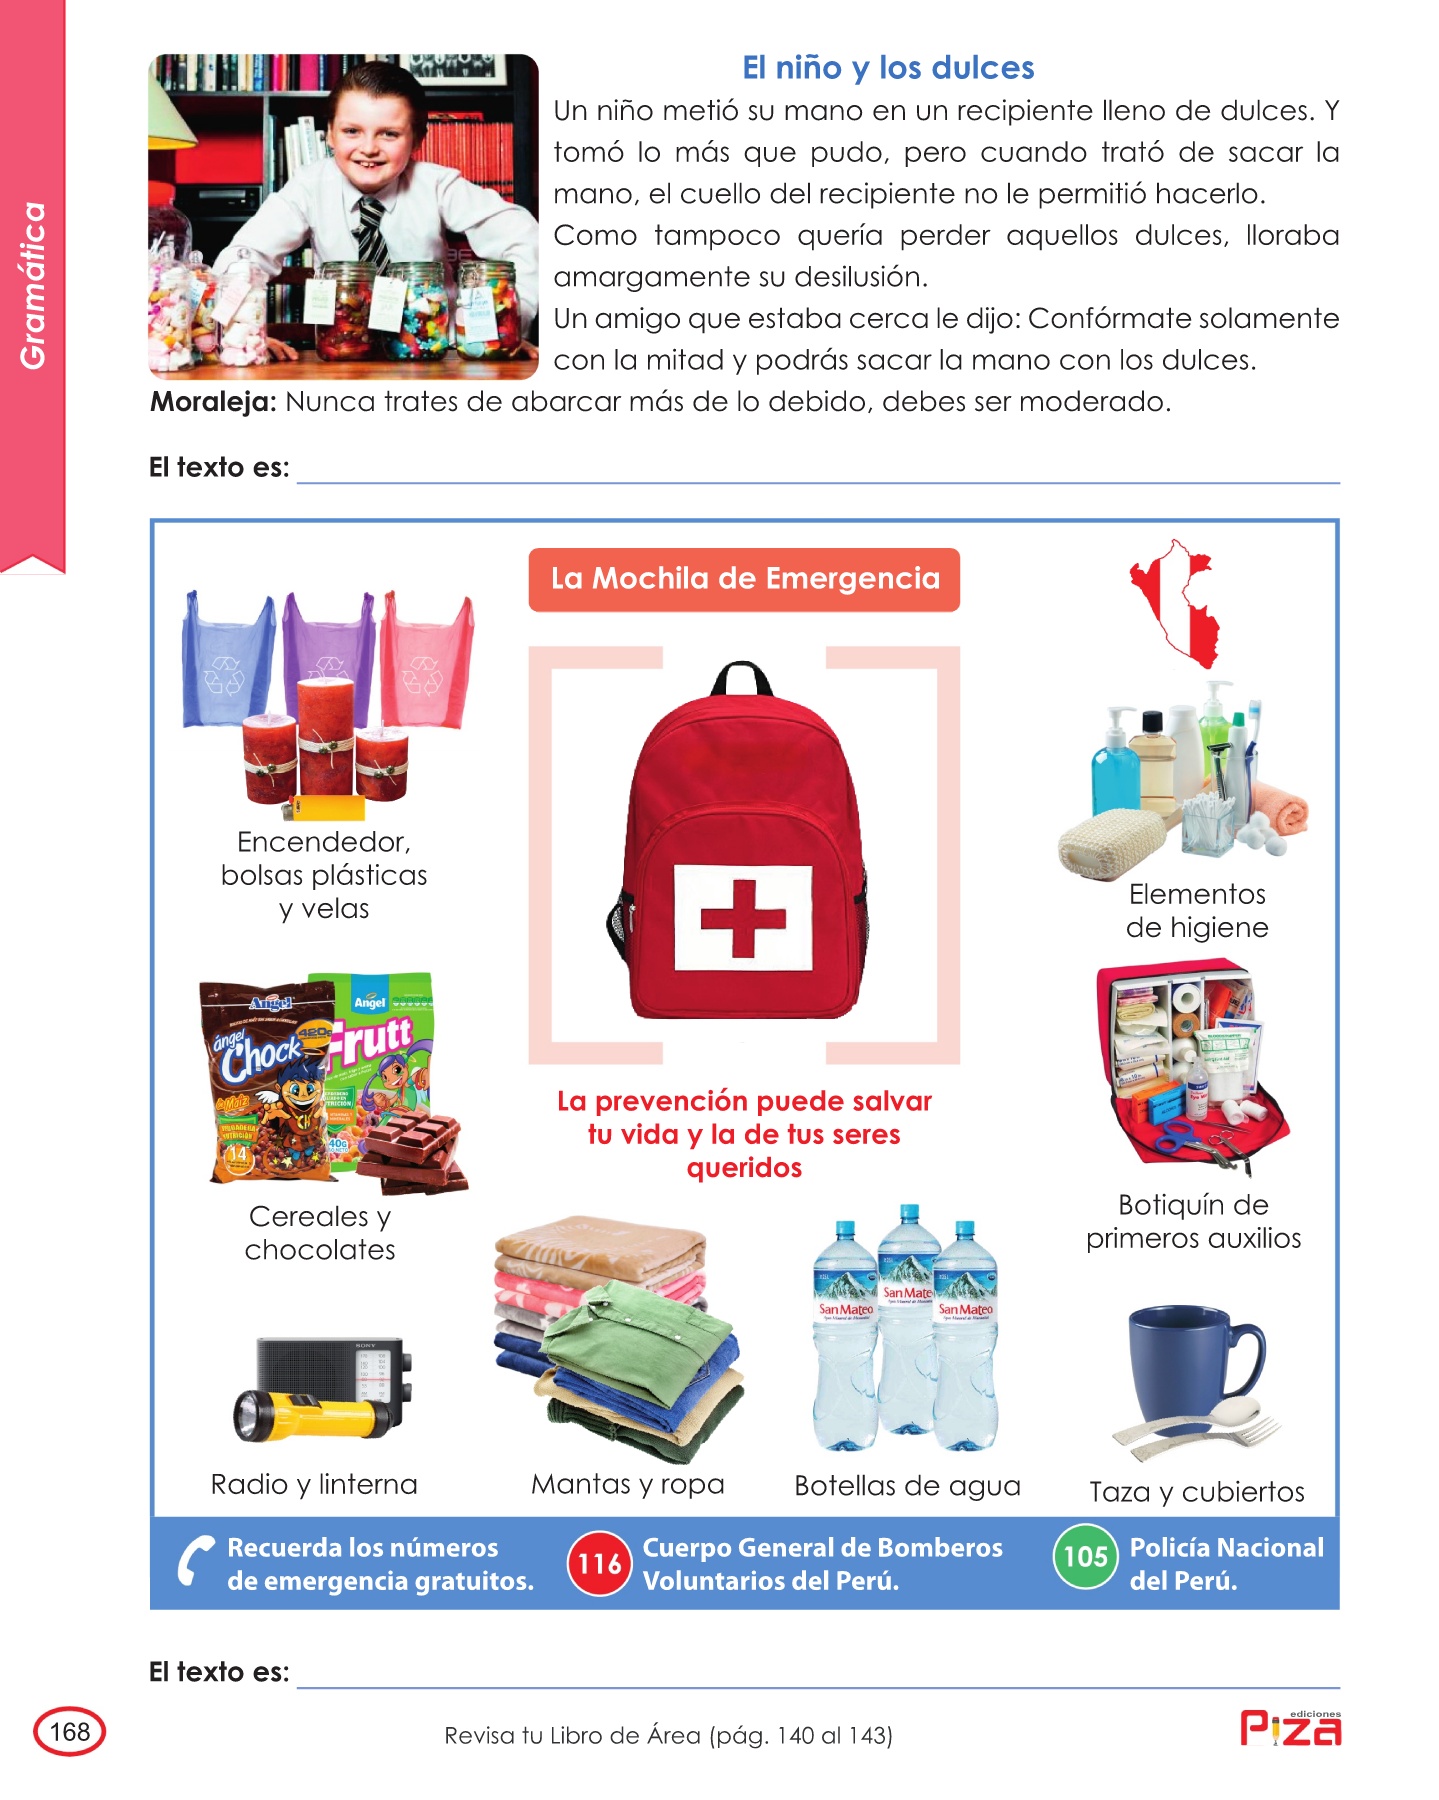 Gramática
El niño y los dulces
Un niño metió su mano en un recipiente lleno de dulces. Y
tomó lo más que pudo, pero cuando trató de sacar la
mano, el cuello del recipiente no le permitió hacerlo.
Como tampoco quería perder aquellos dulces, lloraba
amargamente su desilusión.
Un amigo que estaba cerca le dijo: Confórmate solamente
con la mitad y podrás sacar la mano con los dulces.
Moraleja: Nunca trates de abarcar más de lo debido, debes ser moderado.
El texto es:
La Mochila de Emergencia
Encendedor,
bolsas plásticas
y velas
Elementos
de higiene
Angel
ángel
Chock
420g
14
Angel
Frutt
40G
La prevención puede salvar
tu vida y la de tus seres
queridos
Cereales y
chocolates
Botiquín de
primeros auxilios
SONY
San Mateo
San Mateo
San Mateo
Radio y linterna
Mantas y ropa
Botellas de agua
Taza y cubiertos
Recuerda los números
de emergencia gratuitos.
116
Cuerpo General de Bomberos
Voluntarios del Perú.
105
Policía Nacional
del Perú.
El texto es:
168
Revisa tu Libro de Área (pág. 140 al 143)
ediciones
Piza